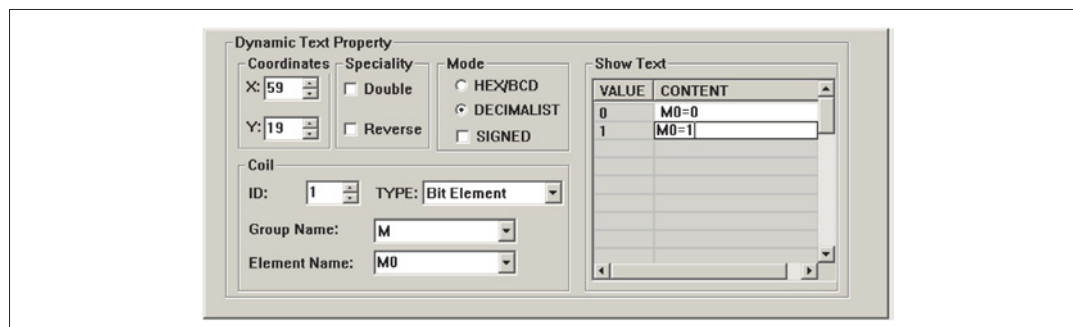 Dynamic Text Property
Coordinates Speciality Mode Show Text
X: 59 Double HEX/BCD VALUE CONTENT
DECIMALIST 0 M0=0
Y: 19 Reverse SIGNED 1 M0=1
Coil
ID: 1 TYPE: Bit Element
Group Name: M
Element Name: M0